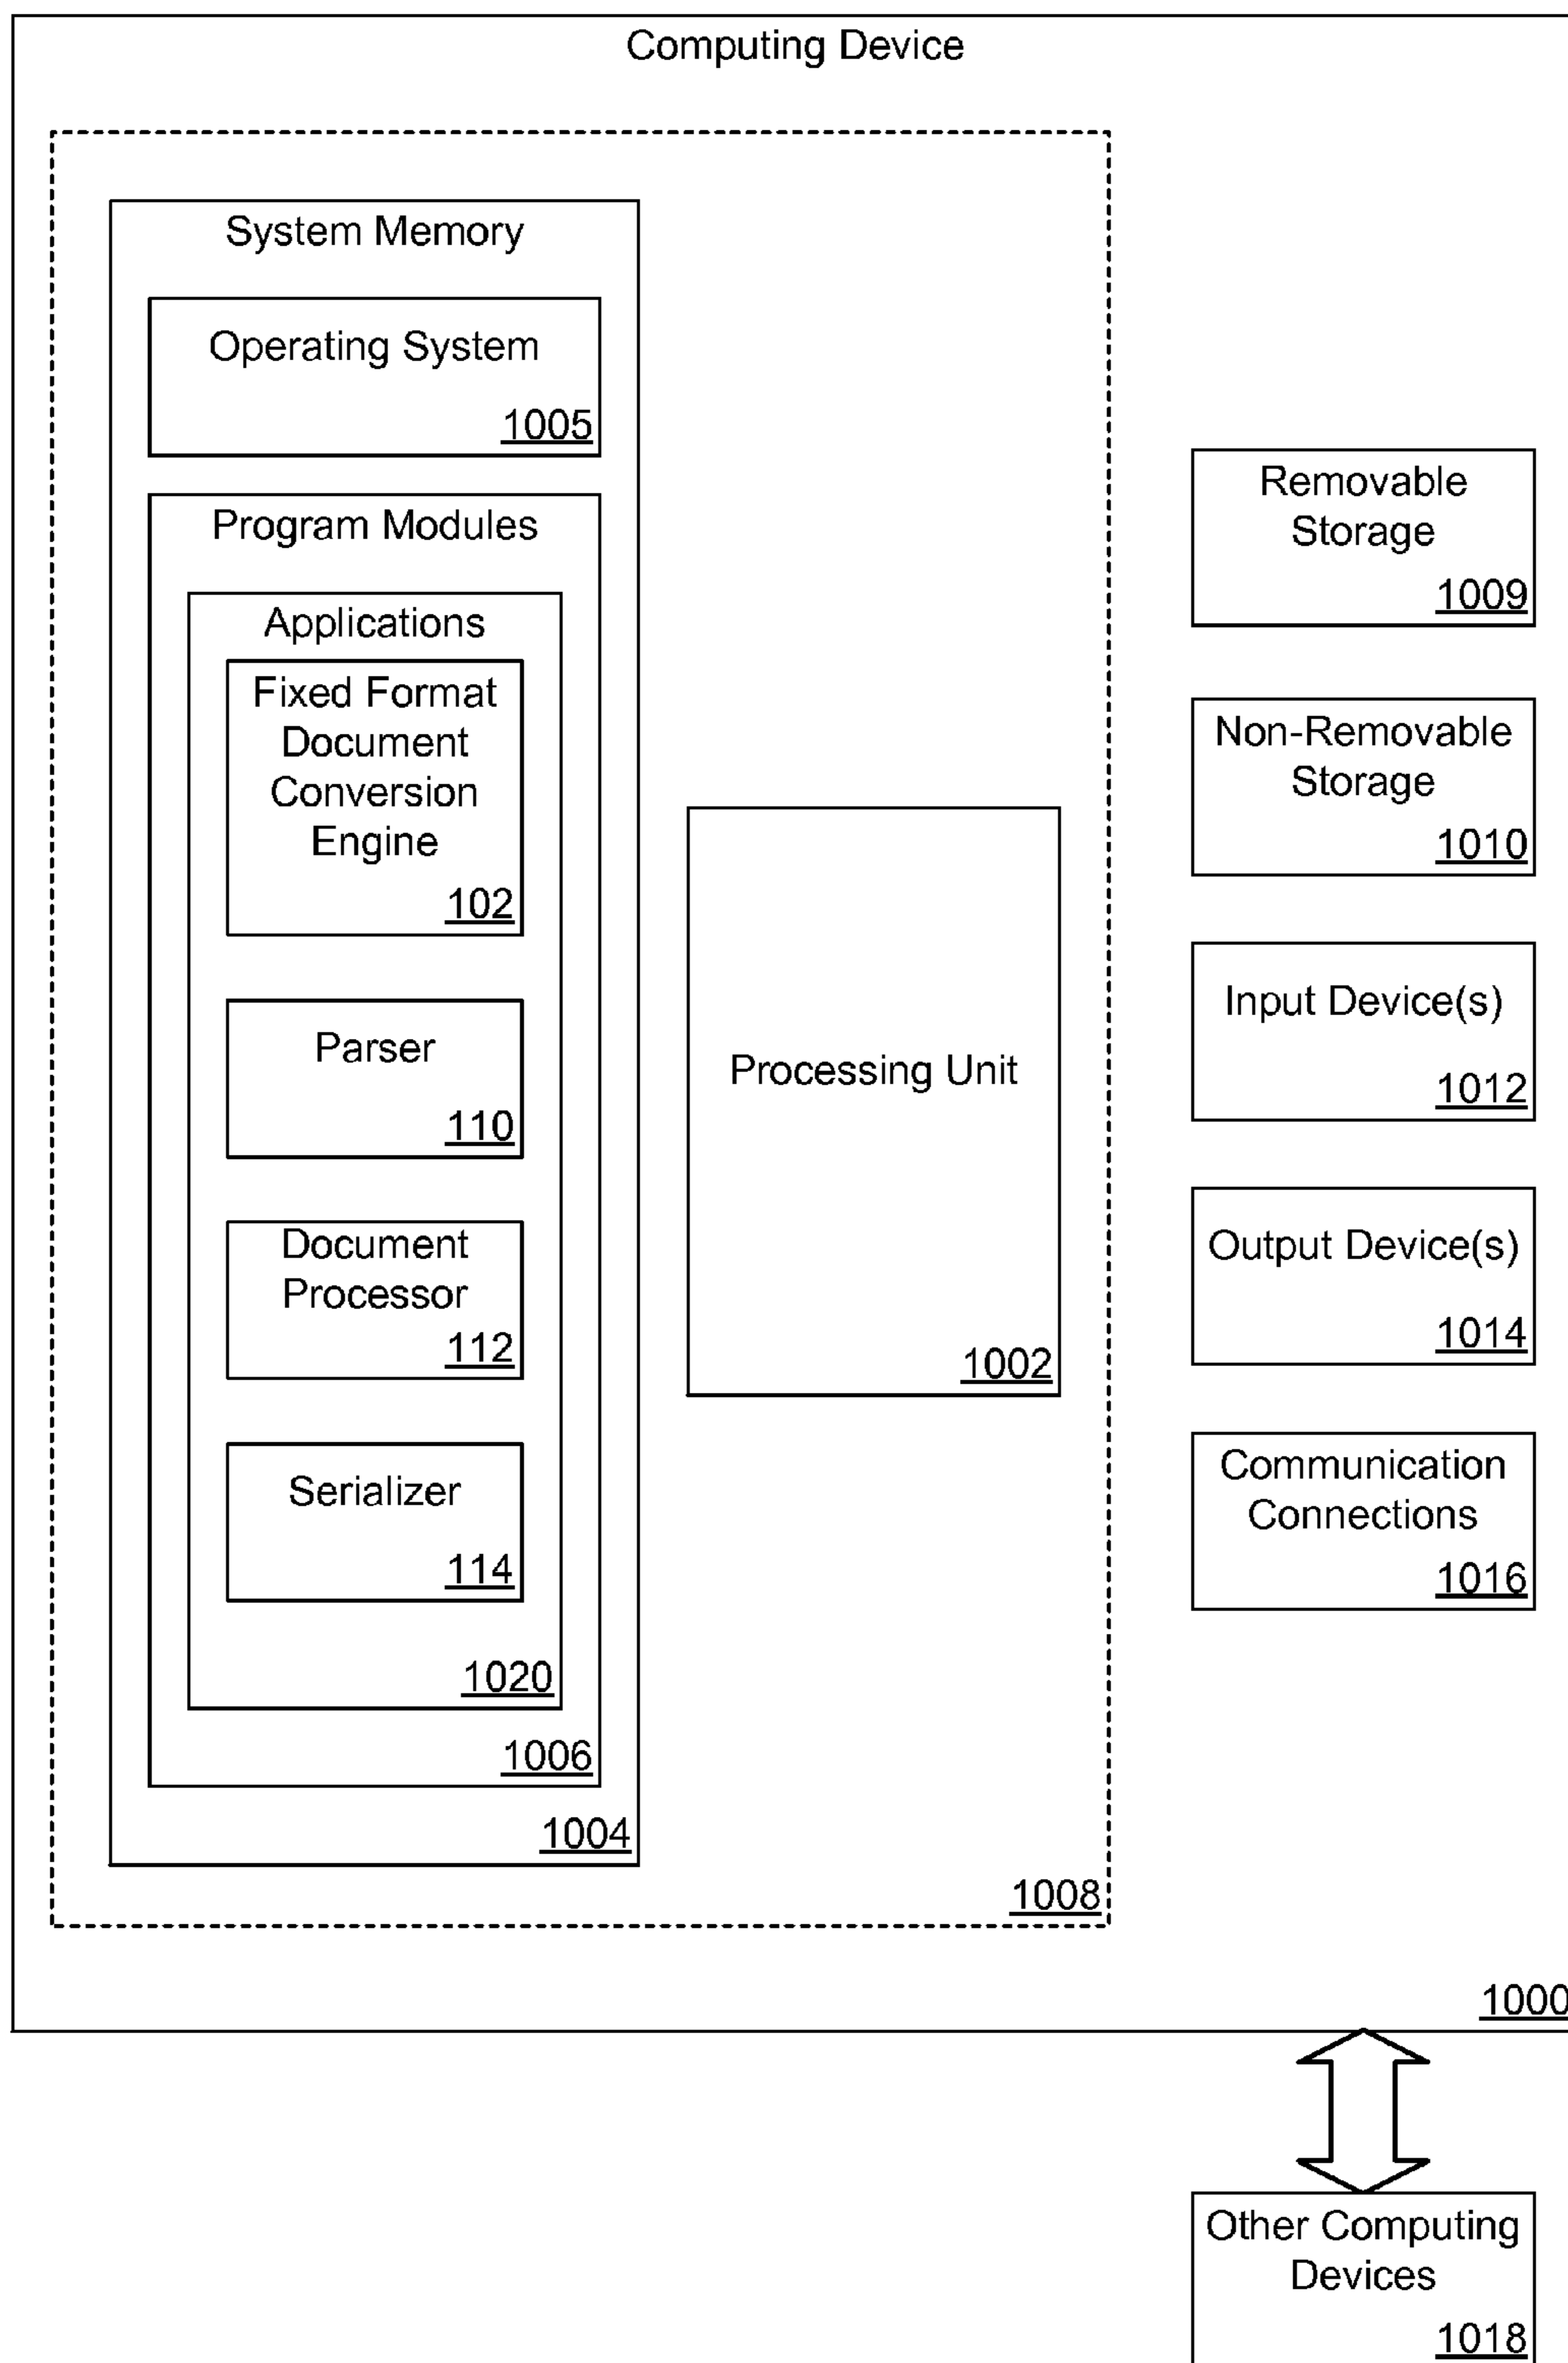 Computing Device
System Memory
Operating System
1005
Program Modules
Applications
Fixed Format
Document
Conversion
Engine
102
Parser
110
Document
Processor
112
Serializer
114
1020
1006
1004
Processing Unit
1002
1008
Removable
Storage
1009
Non-Removable
Storage
1010
Input Device(s)
1012
Output Device(s)
1014
Communication
Connections
1016
1000
Other Computing
Devices
1018